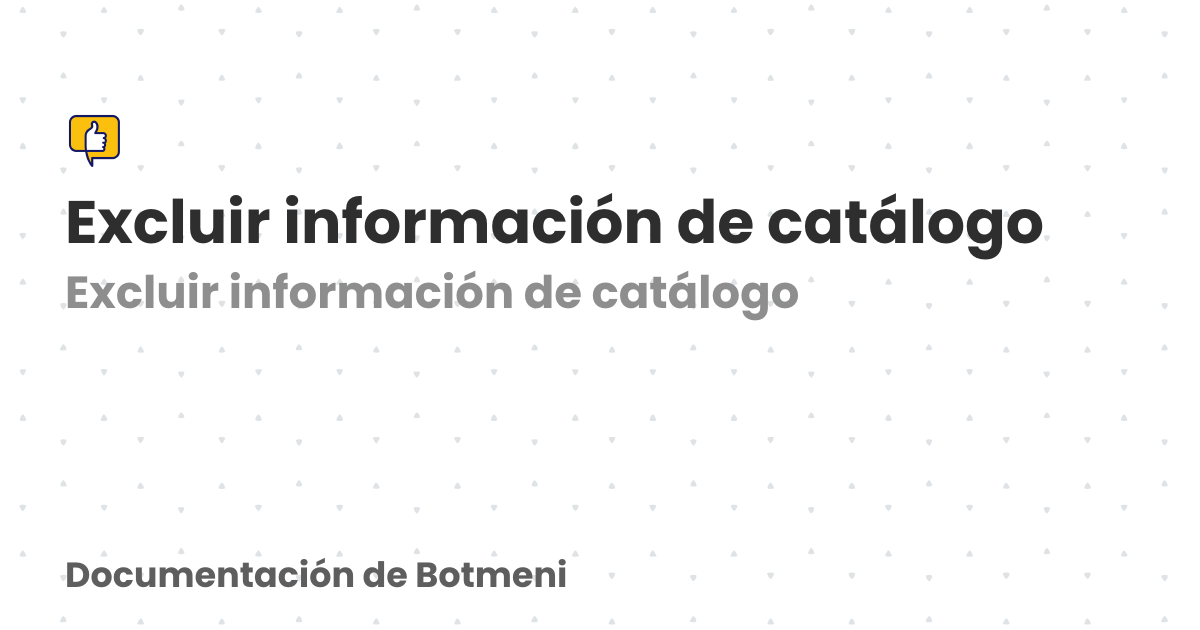 Excluir información de catálogo
Excluir información de catálogo
Documentación de Botmeni